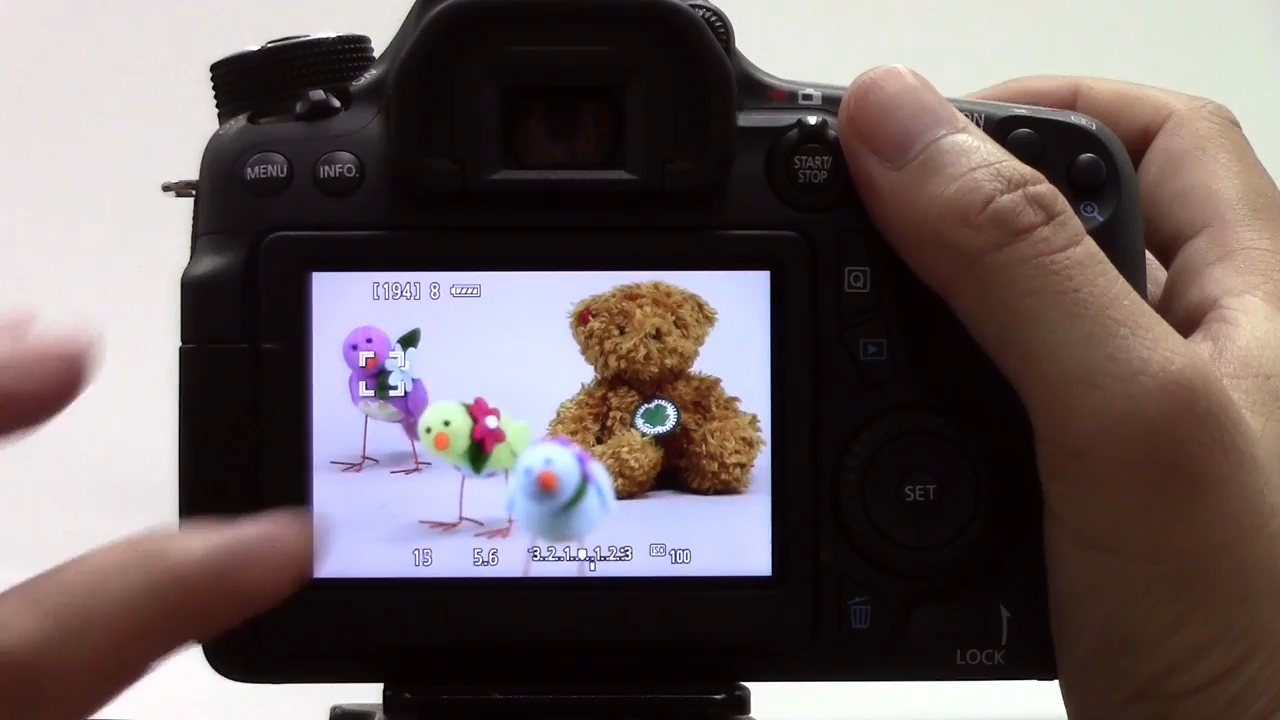 MENU
INFO.
START/
STOP
Q
[194] 8
15 5.6 -3..2..1..0..1..2..3 ISO 100
SET
LOCK